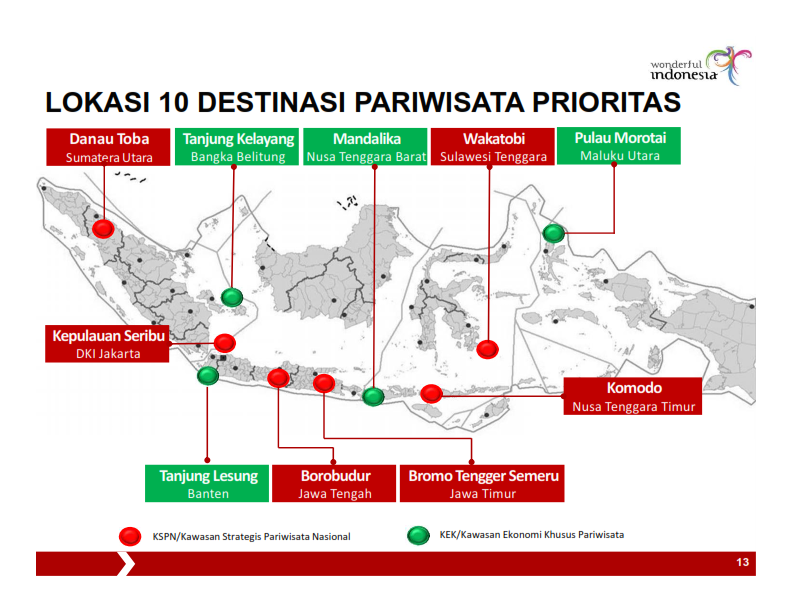 wonderful
indonesia
LOKASI 10 DESTINASI PARIWISATA PRIORITAS
Danau Toba
Sumatera Utara
Tanjung Kelayang
Bangka Belitung
Mandalika
Nusa Tenggara Barat
Wakatobi
Sulawesi Tenggara
Pulau Morotai
Maluku Utara
Kepulauan Seribu
DKI Jakarta
Komodo
Nusa Tenggara Timur
Tanjung Lesung
Banten
Borobudur
Jawa Tengah
Bromo Tengger Semeru
Jawa Timur
KSPN/Kawasan Strategis Pariwisata Nasional
KEK/Kawasan Ekonomi Khusus Pariwisata
13